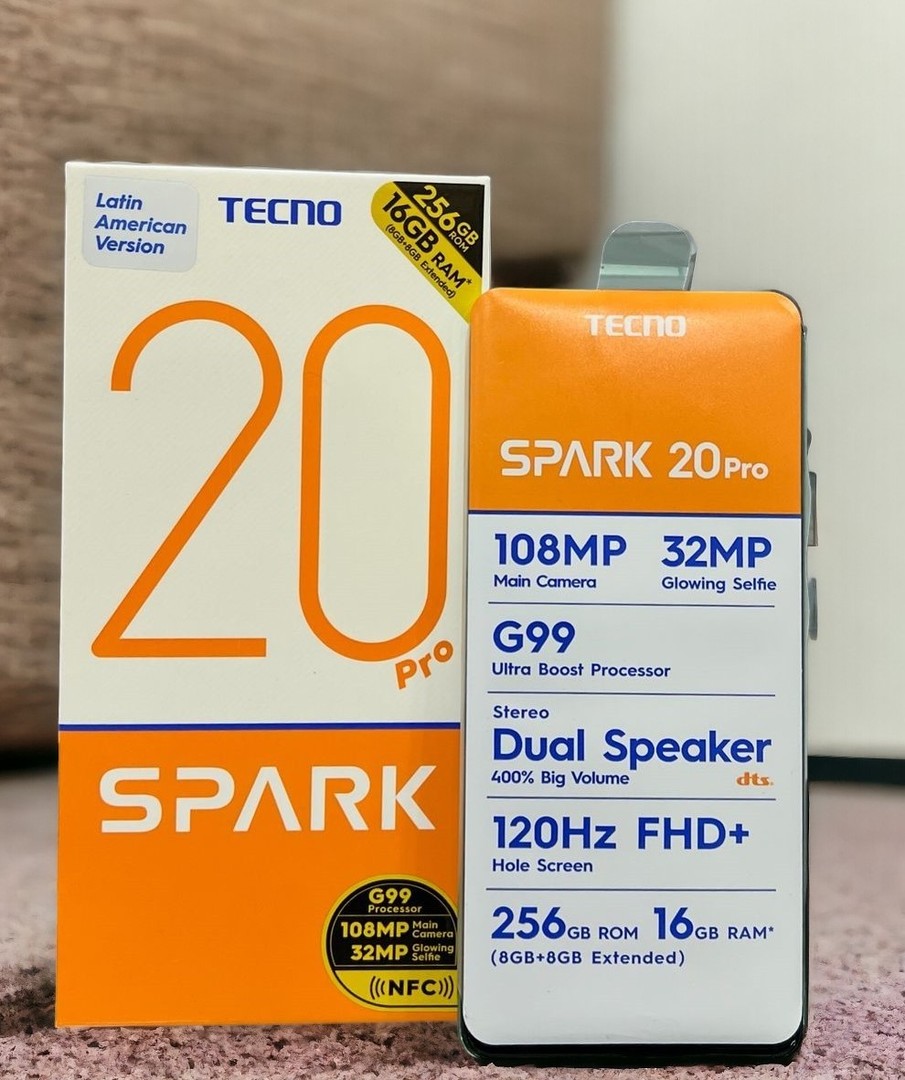 Latin
American
Version
TECNO
256GB
ROM
16GB RAM*
(8GB+8GB Extended)
20
Pro
SPARK
G99
Processor
108MP Main
Camera
32MP Glowing
Selfie
((((NFC))))
TECNO
SPARK 20 Pro
108MP 32MP
Main Camera Glowing Selfie
G99
Ultra Boost Processor
Stereo
Dual Speaker
400% Big Volume dts.
120Hz FHD+
Hole Screen
256GB ROM 16GB RAM*
(8GB+8GB Extended)